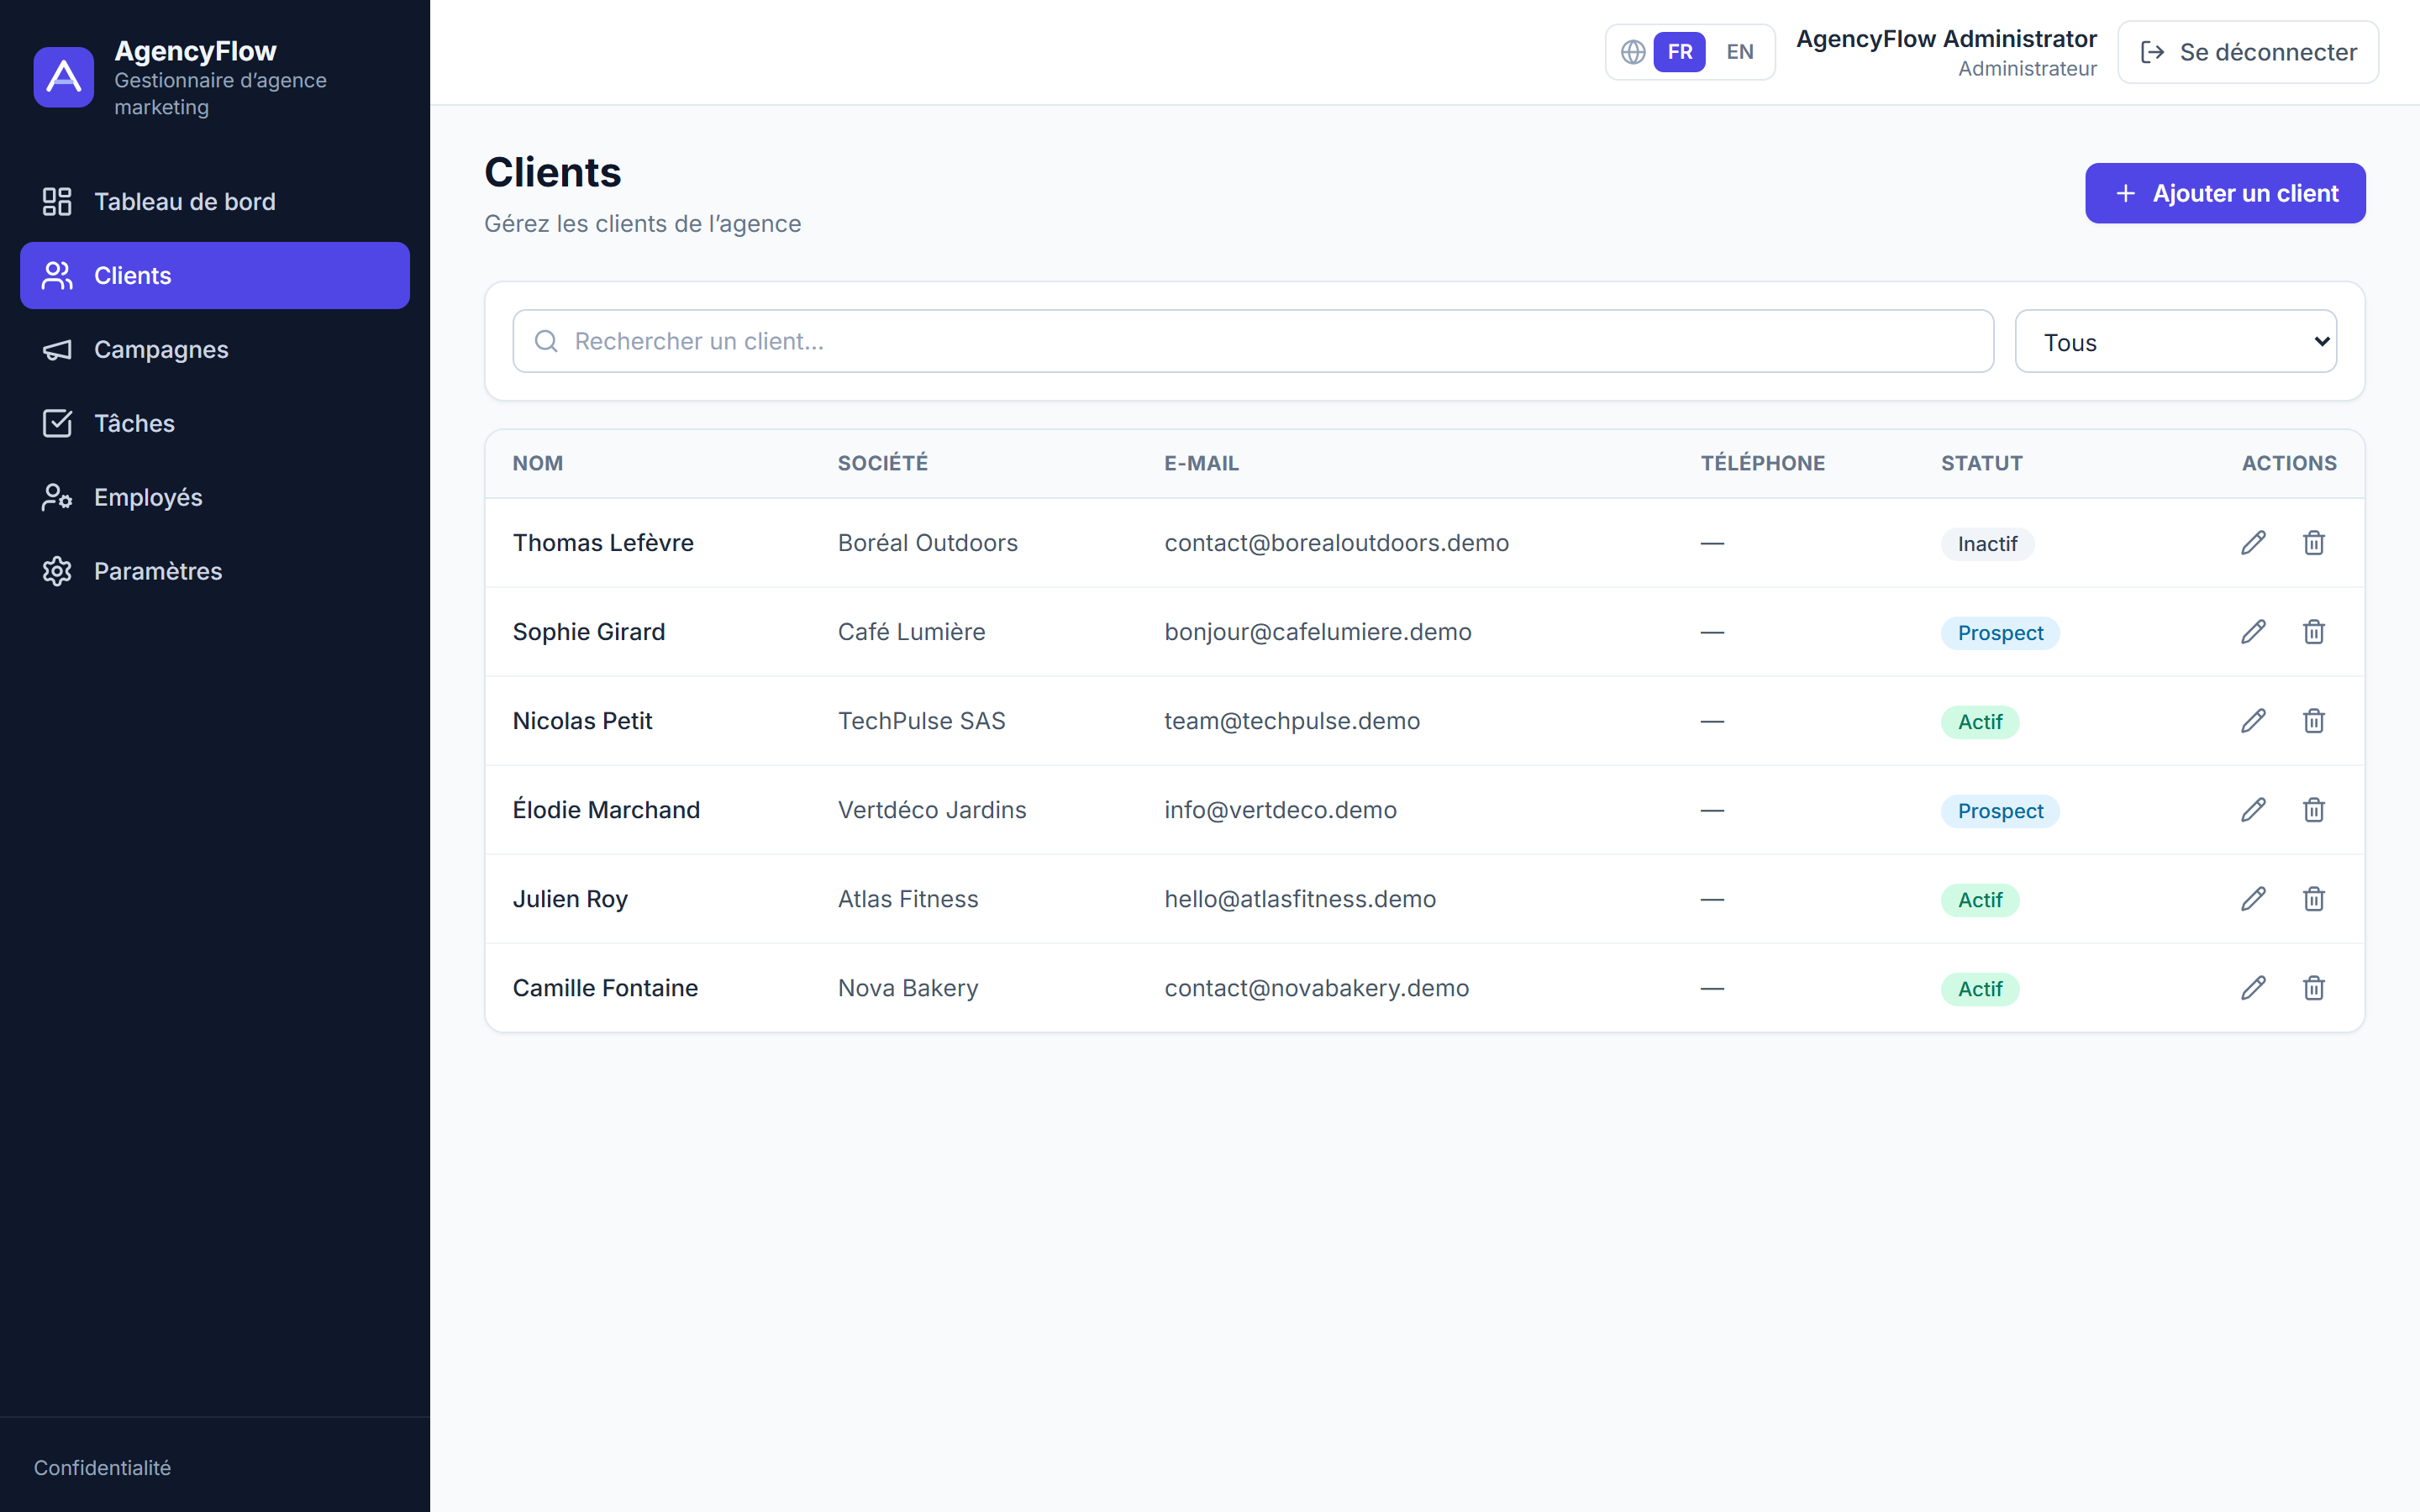 AgencyFlow
Gestionnaire d’agence
marketing
Tableau de bord
Clients
Campagnes
Tâches
Employés
Paramètres
Confidentialité
FR EN
AgencyFlow Administrator
Administrateur
Se déconnecter
Clients
Gérez les clients de l’agence
Ajouter un client
Rechercher un client...
Tous
NOM SOCIÉTÉ E-MAIL TÉLÉPHONE STATUT ACTIONS
Thomas Lefèvre Boréal Outdoors contact@borealoutdoors.demo — Inactif
Sophie Girard Café Lumière bonjour@cafelumiere.demo — Prospect
Nicolas Petit TechPulse SAS team@techpulse.demo — Actif
Élodie Marchand Vertdéco Jardins info@vertdeco.demo — Prospect
Julien Roy Atlas Fitness hello@atlasfitness.demo — Actif
Camille Fontaine Nova Bakery contact@novabakery.demo — Actif